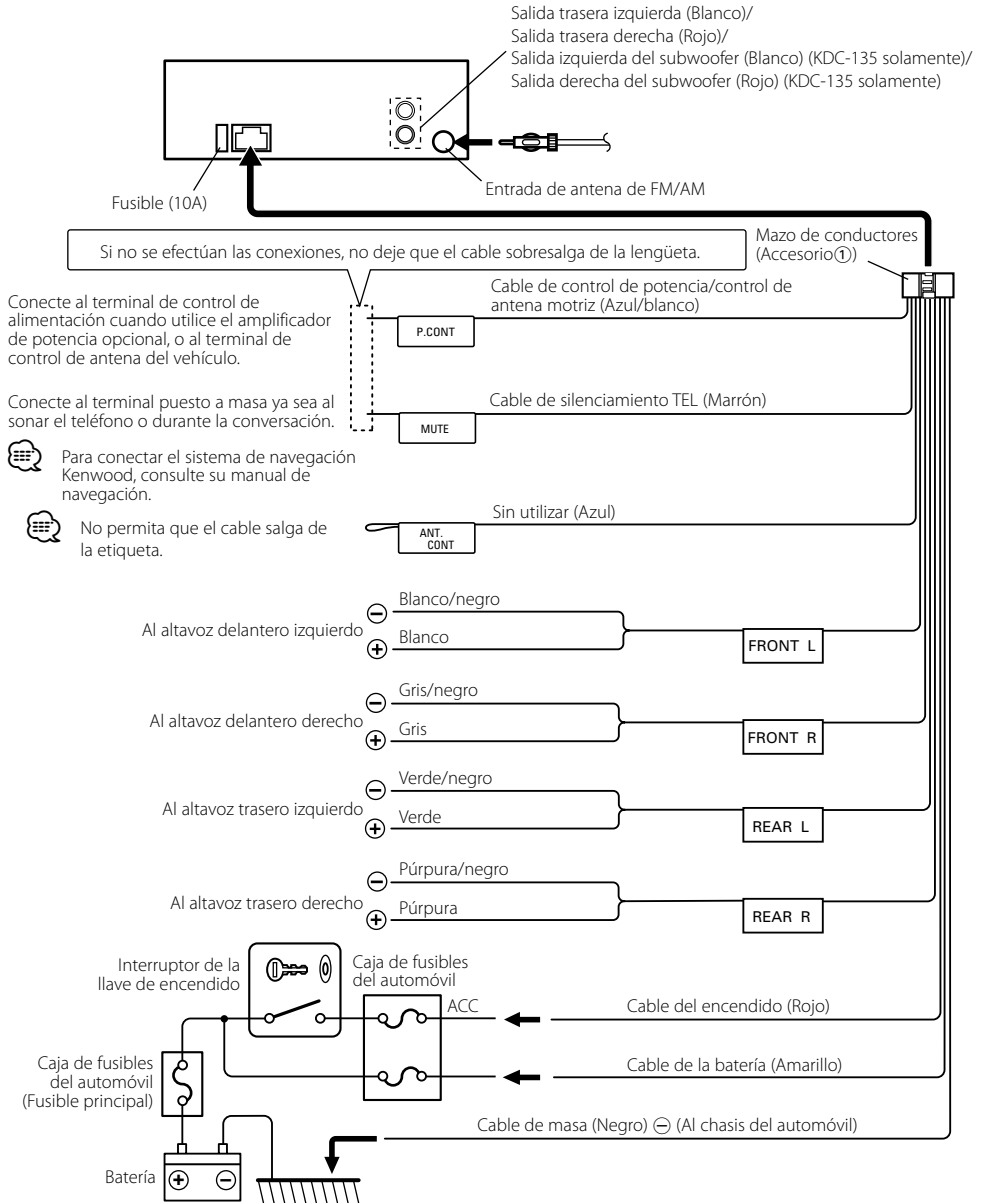 Salida trasera izquierda (Blanco)/
Salida trasera derecha (Rojo)/
Salida izquierda del subwoofer (Blanco) (KDC-135 solamente)/
Salida derecha del subwoofer (Rojo) (KDC-135 solamente)
Fusible (10A)
Entrada de antena de FM/AM
Si no se efectúan las conexiones, no deje que el cable sobresalga de la lengüeta.
Mazo de conductores
(Accesorio①)
Conecte al terminal de control de
alimentación cuando utilice el amplificador
de potencia opcional, o al terminal de
control de antena del vehículo.
Cable de control de potencia/control de
antena motriz (Azul/blanco)
P.CONT
Conecte al terminal puesto a masa ya sea al
sonar el teléfono o durante la conversación.
Cable de silenciamiento TEL (Marrón)
MUTE
Para conectar el sistema de navegación
Kenwood, consulte su manual de
navegación.
No permita que el cable salga de
la etiqueta.
Sin utilizar (Azul)
ANT.
CONT
Al altavoz delantero izquierdo
⊖ Blanco/negro
⊕ Blanco
FRONT L
Al altavoz delantero derecho
⊖ Gris/negro
⊕ Gris
FRONT R
Al altavoz trasero izquierdo
⊖ Verde/negro
⊕ Verde
REAR L
Al altavoz trasero derecho
⊖ Púrpura/negro
⊕ Púrpura
REAR R
Interruptor de la
llave de encendido
Caja de fusibles
del automóvil
ACC
Cable del encendido (Rojo)
Caja de fusibles
del automóvil
(Fusible principal)
Cable de la batería (Amarillo)
Cable de masa (Negro) ⊖ (Al chasis del automóvil)
Batería
⊕ ⊖